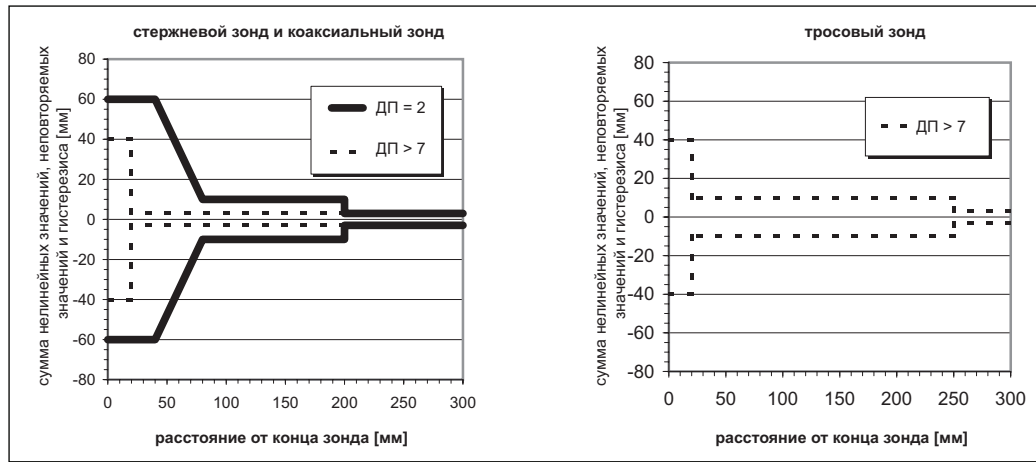 стержневой зонд и коаксиальный зонд
сумма нелинейных значений, неповторяемых
значений и гистерезиса [мм]
80
60
40
20
0
-20
-40
-60
-80
ДП = 2
ДП > 7
0
50
100
150
200
250
300
расстояние от конца зонда [мм]
тросовый зонд
сумма нелинейных значений, неповторяемых
значений и гистерезиса [мм]
80
60
40
20
0
-20
-40
-60
-80
ДП > 7
0
50
100
150
200
250
300
расстояние от конца зонда [мм]